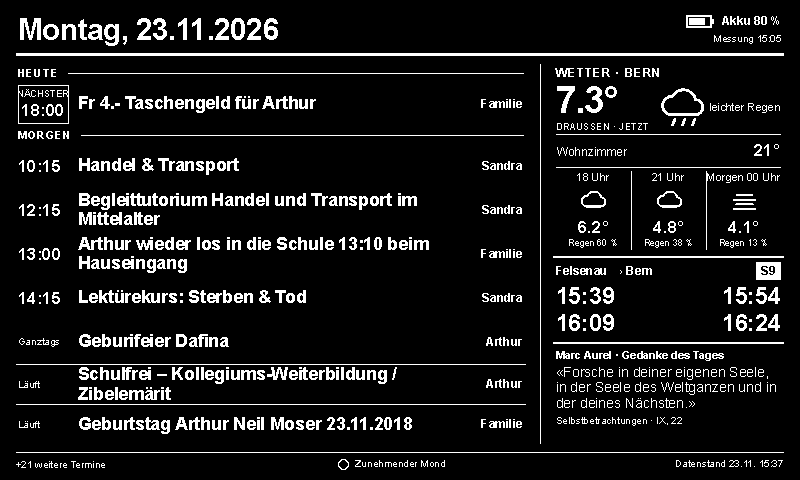 Montag, 23.11.2026
Akku 80 %
Messung 15:05
HEUTE
NÄCHSTER
18:00 Fr 4.- Taschengeld für Arthur Familie
MORGEN
10:15 Handel & Transport Sandra
12:15 Begleittutorium Handel und Transport im
Mittelalter Sandra
13:00 Arthur wieder los in die Schule 13:10 beim
Hauseingang Familie
14:15 Lektürekurs: Sterben & Tod Sandra
Ganztags Geburifeier Dafina Arthur
Läuft Schulfrei – Kollegiums-Weiterbildung /
Zibelemärit Arthur
Läuft Geburtstag Arthur Neil Moser 23.11.2018 Familie
WETTER · BERN
7.3° leichter Regen
DRAUSSEN · JETZT
Wohnzimmer 21°
18 Uhr 21 Uhr Morgen 00 Uhr
6.2° 4.8° 4.1°
Regen 60 % Regen 38 % Regen 13 %
Felsenau › Bern S9
15:39 15:54
16:09 16:24
Marc Aurel · Gedanke des Tages
«Forsche in deiner eigenen Seele,
in der Seele des Weltganzen und in
der deines Nächsten.»
Selbstbetrachtungen · IX, 22
+21 weitere Termine
Zunehmender Mond
Datenstand 23.11. 15:37